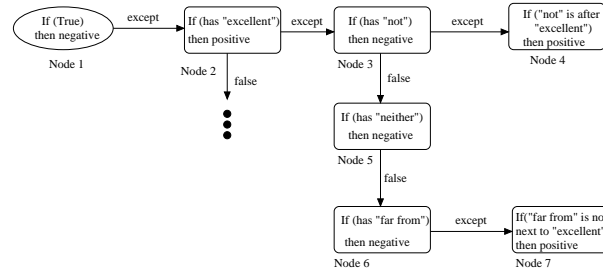 If (True)
then negative
Node 1
except
If (has "excellent")
then positive
Node 2
false
except
If (has "not")
then negative
Node 3
false
except
If ("not" is after
"excellent")
then positive
Node 4
If (has "neither")
then negative
Node 5
false
If (has "far from")
then negative
Node 6
except
If("far from" is no
next to "excellent"
then positive
Node 7